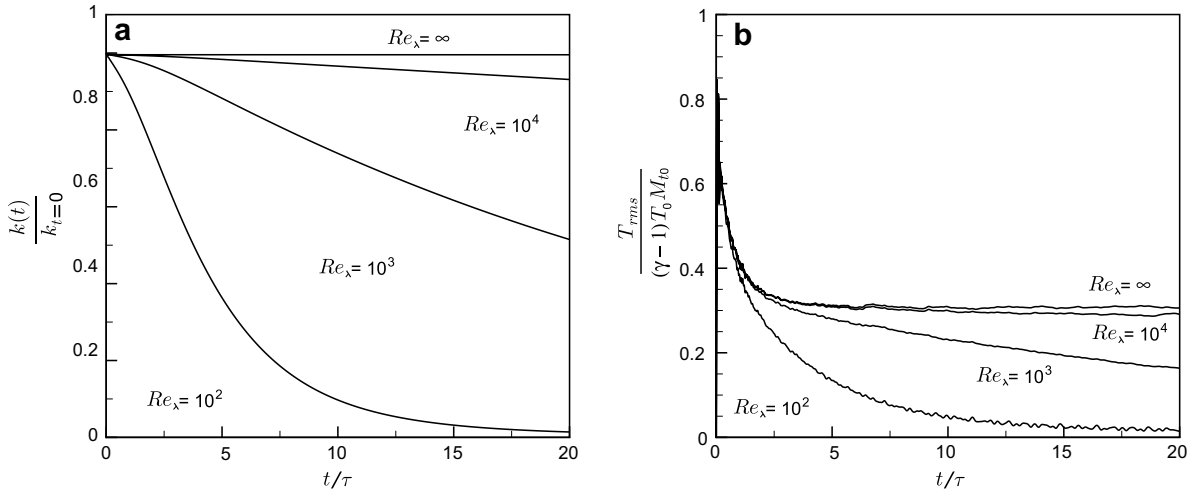 a
1
0.8
0.6
0.4
0.2
0
0
5
10
15
20
k(t)
k_{t=0}
t/τ
Re_λ = ∞
Re_λ = 10^4
Re_λ = 10^3
Re_λ = 10^2
b
1
0.8
0.6
0.4
0.2
0
0
5
10
15
20
T_{rms}
(γ − 1) T_0 M_{t0}
t/τ
Re_λ = ∞
Re_λ = 10^4
Re_λ = 10^3
Re_λ = 10^2